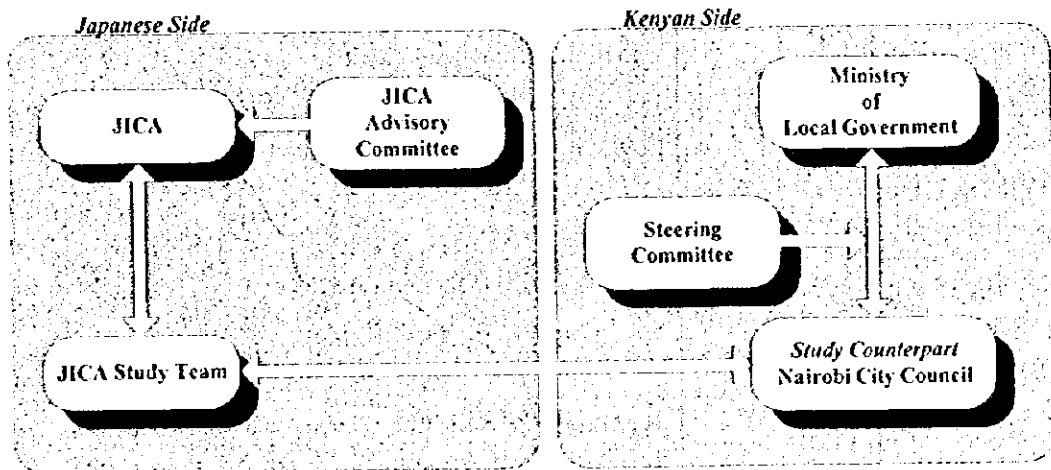 Japanese Side
JICA
JICA
Advisory
Committee
JICA Study Team
Kenyan Side
Ministry
of
Local Government
Steering
Committee
Study Counterpart
Nairobi City Council